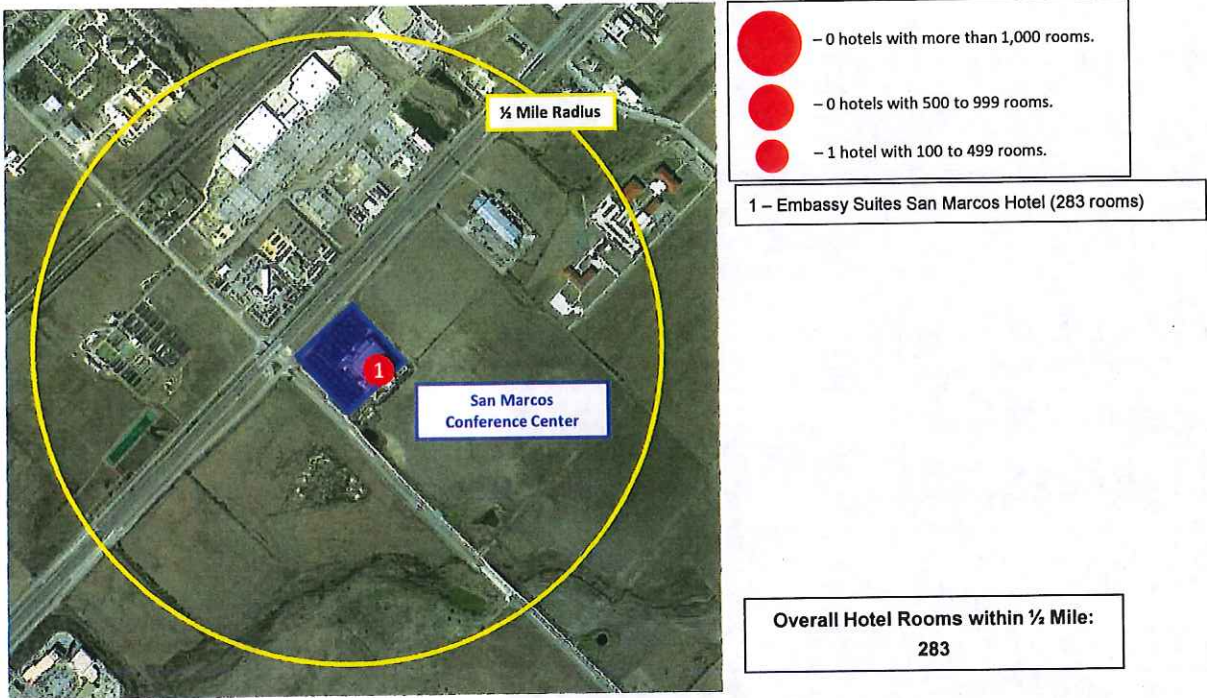 ½ Mile Radius
1
San Marcos
Conference Center
– 0 hotels with more than 1,000 rooms.
– 0 hotels with 500 to 999 rooms.
– 1 hotel with 100 to 499 rooms.
1 – Embassy Suites San Marcos Hotel (283 rooms)
Overall Hotel Rooms within ½ Mile:
283